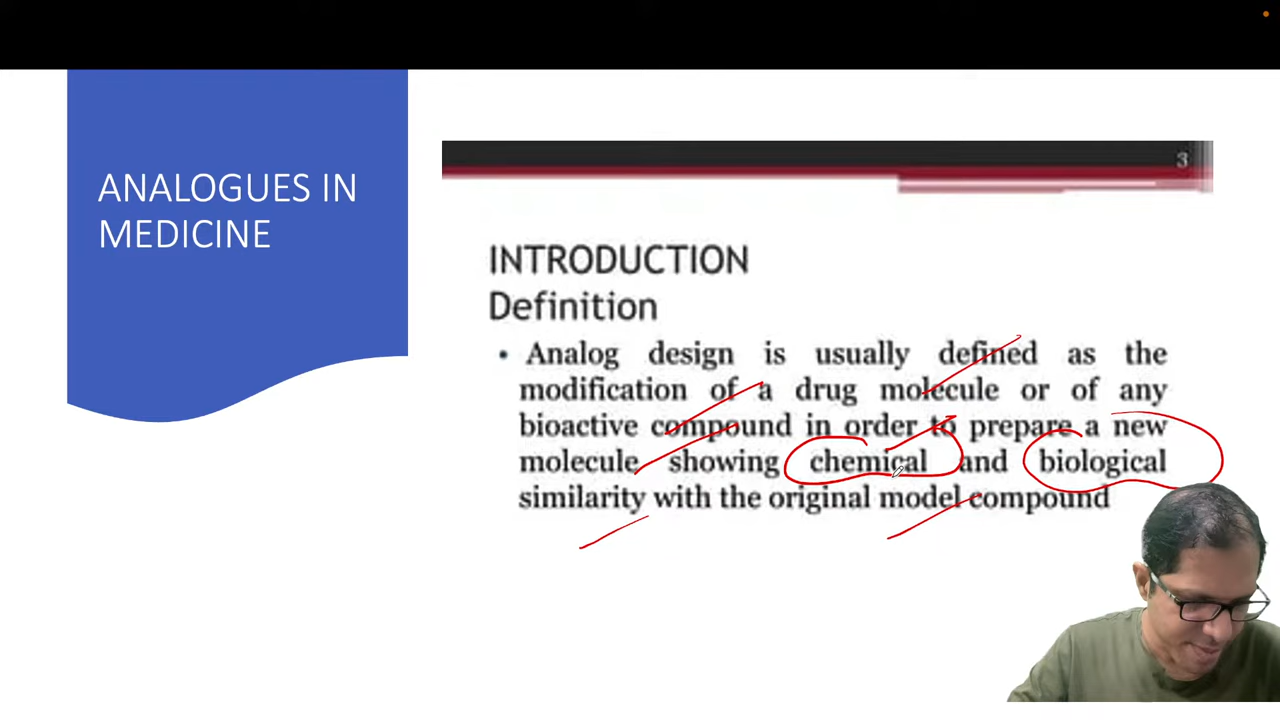 ANALOGUES IN
MEDICINE
3
INTRODUCTION
Definition
• Analog design is usually defined as the
modification of a drug molecule or of any
bioactive compound in order to prepare a new
molecule showing chemical and biological
similarity with the original model compound